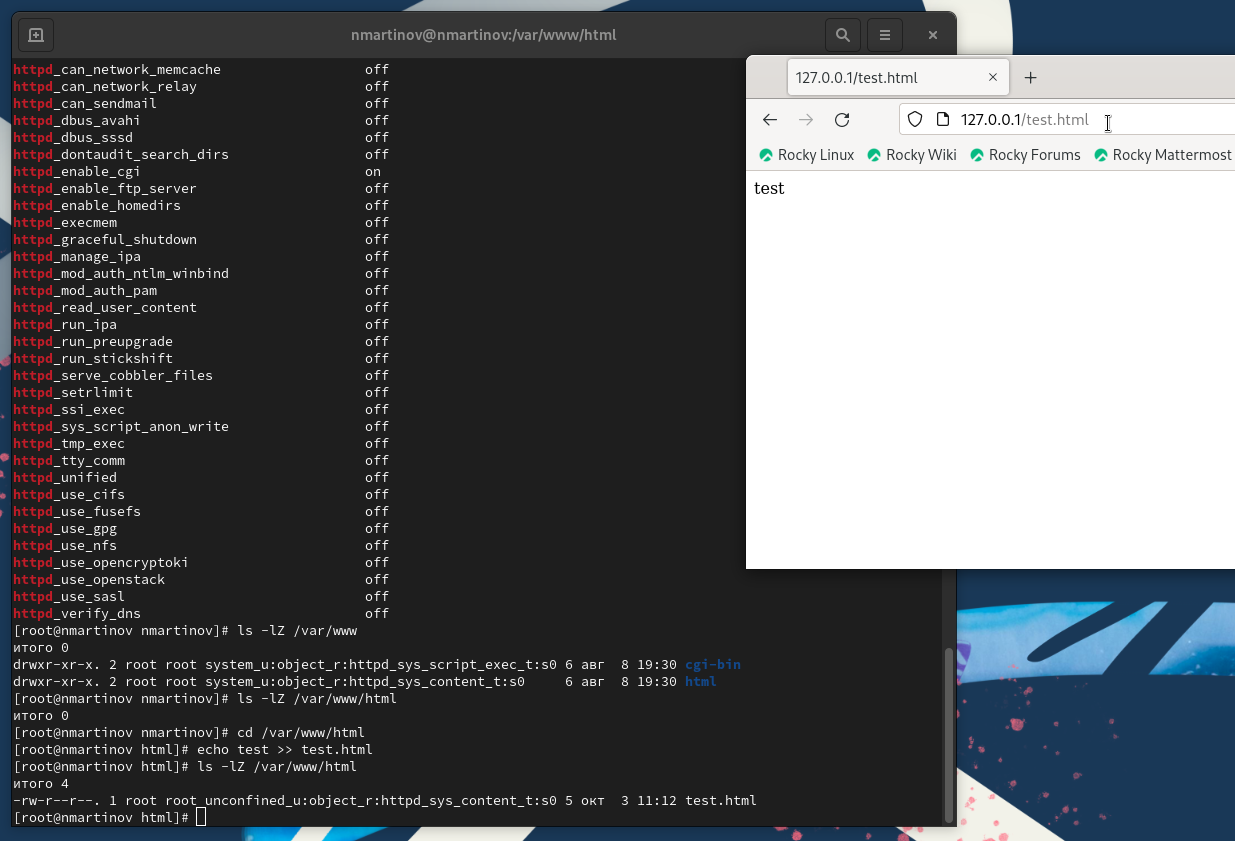 nmartinov@nmartinov:/var/www/html
httpd_can_network_memcache off
httpd_can_network_relay off
httpd_can_sendmail off
httpd_dbus_avahi off
httpd_dbus_sssd off
httpd_dontaudit_search_dirs off
httpd_enable_cgi on
httpd_enable_ftp_server off
httpd_enable_homedirs off
httpd_execmem off
httpd_graceful_shutdown off
httpd_manage_ipa off
httpd_mod_auth_ntlm_winbind off
httpd_mod_auth_pam off
httpd_read_user_content off
httpd_run_ipa off
httpd_run_preupgrade off
httpd_run_stickshift off
httpd_serve_cobbler_files off
httpd_setrlimit off
httpd_ssi_exec off
httpd_sys_script_anon_write off
httpd_tmp_exec off
httpd_tty_comm off
httpd_unified off
httpd_use_cifs off
httpd_use_fusefs off
httpd_use_gpg off
httpd_use_nfs off
httpd_use_opencryptoki off
httpd_use_openstack off
httpd_use_sasl off
httpd_verify_dns off
[root@nmartinov nmartinov]# ls -lZ /var/www
итого 0
drwxr-xr-x. 2 root root system_u:object_r:httpd_sys_script_exec_t:s0 6 авг  8 19:30 cgi-bin
drwxr-xr-x. 2 root root system_u:object_r:httpd_sys_content_t:s0     6 авг  8 19:30 html
[root@nmartinov nmartinov]# ls -lZ /var/www/html
итого 0
[root@nmartinov nmartinov]# cd /var/www/html
[root@nmartinov html]# echo test >> test.html
[root@nmartinov html]# ls -lZ /var/www/html
итого 4
-rw-r--r--. 1 root root unconfined_u:object_r:httpd_sys_content_t:s0 5 окт  3 11:12 test.html
[root@nmartinov html]#
127.0.0.1/test.html
127.0.0.1/test.html
Rocky Linux Rocky Wiki Rocky Forums Rocky Mattermost
test